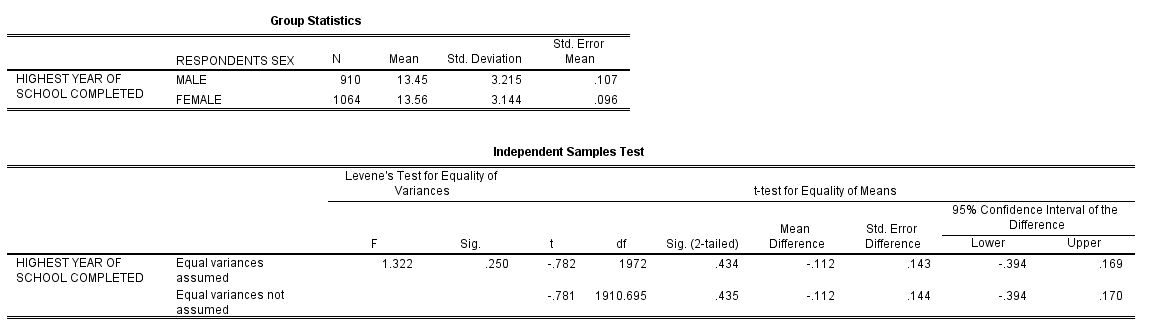 Group Statistics
RESPONDENTS SEX N Mean Std. Deviation Std. Error Mean
HIGHEST YEAR OF SCHOOL COMPLETED MALE 910 13.45 3.215 .107
FEMALE 1064 13.56 3.144 .096
Independent Samples Test
Levene's Test for Equality of Variances t-test for Equality of Means
95% Confidence Interval of the Difference
F Sig. t df Sig. (2-tailed) Mean Difference Std. Error Difference Lower Upper
HIGHEST YEAR OF SCHOOL COMPLETED Equal variances assumed 1.322 .250 -.782 1972 .434 -.112 .143 -.394 .169
Equal variances not assumed -.781 1910.695 .435 -.112 .144 -.394 .170